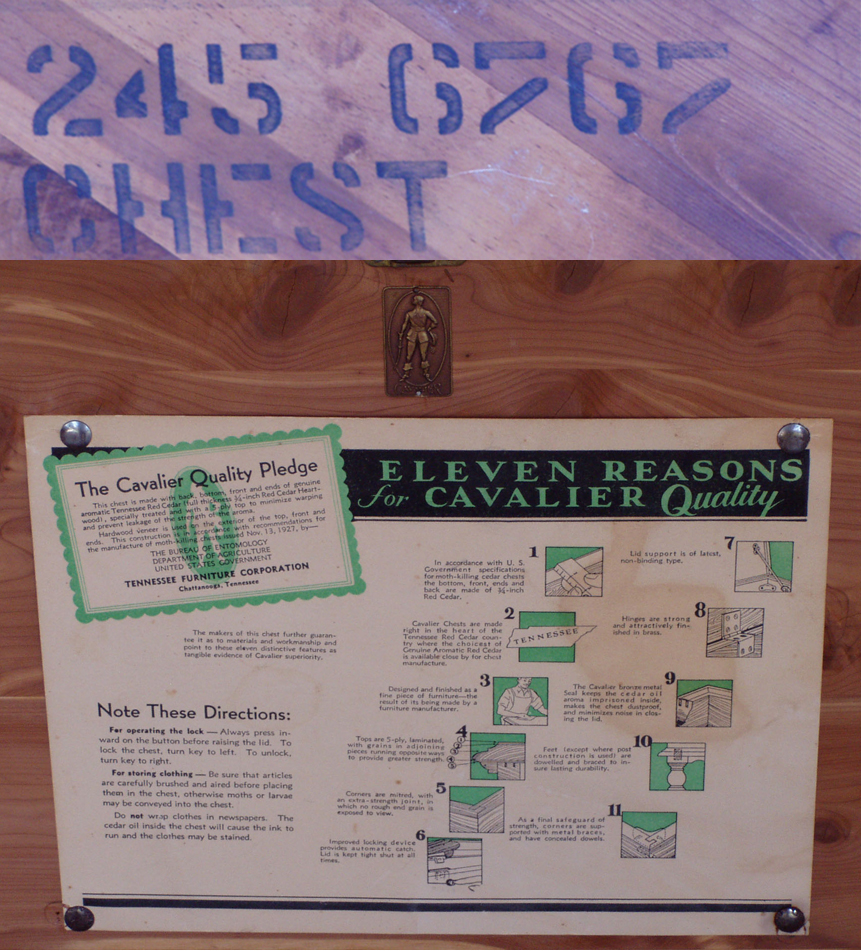 245 6767
CHEST
The Cavalier Quality Pledge
This chest is made with back, bottom, front and ends of genuine
aromatic Tennessee Red Cedar (full thickness ¾-inch Red Cedar Heart-
wood), specially treated and with a 5-ply top to minimize warping
and prevent leakage of the strength of the aroma.
Hardwood veneer is used on the exterior of the top, front and
ends. This construction is in accordance with recommendations for
the manufacture of moth-killing chests issued Nov. 13, 1927, by—
THE BUREAU OF ENTOMOLOGY
DEPARTMENT OF AGRICULTURE
UNITED STATES GOVERNMENT
TENNESSEE FURNITURE CORPORATION
Chattanooga, Tennessee
ELEVEN REASONS
for CAVALIER Quality
The makers of this chest further guaran-
tee it as to materials and workmanship and
point to these eleven distinctive features as
tangible evidence of Cavalier superiority.
Note These Directions:
For operating the lock — Always press in-
ward on the button before raising the lid. To
lock the chest, turn key to left. To unlock,
turn key to right.
For storing clothing — Be sure that articles
are carefully brushed and aired before placing
them in the chest, otherwise moths or larvae
may be conveyed into the chest.
Do not wrap clothes in newspapers. The
cedar oil inside the chest will cause the ink to
run and the clothes may be stained.
1
In accordance with U. S.
Government specifications
for moth-killing cedar chests
the bottom, front, ends and
back are made of ¾-inch
Red Cedar.
2
Cavalier Chests are made
right in the heart of the
Tennessee Red Cedar coun-
try where the choicest of
Genuine Aromatic Red Cedar
is available close by for chest
manufacture.
TENNESSEE
3
Designed and finished as a
fine piece of furniture—the
result of its being made by a
furniture manufacturer.
4
Tops are 5-ply, laminated,
with grains in adjoining
pieces running opposite ways
to provide greater strength.
5
Corners are mitred, with
an extra-strength joint, in
which no rough end grain is
exposed to view.
6
Improved locking device
provides automatic catch.
Lid is kept tight shut at all
times.
7
Lid support is of latest,
non-binding type.
8
Hinges are strong
and attractively fin-
ished in brass.
9
The Cavalier bronze metal
Seal keeps the cedar oil
aroma imprisoned inside,
makes the chest dustproof,
and minimizes noise in clos-
ing the lid.
10
Feet (except where post
construction is used) are
dowelled and braced to in-
sure lasting durability.
11
As a final safeguard of
strength, corners are sup-
ported with metal braces,
and have concealed dowels.